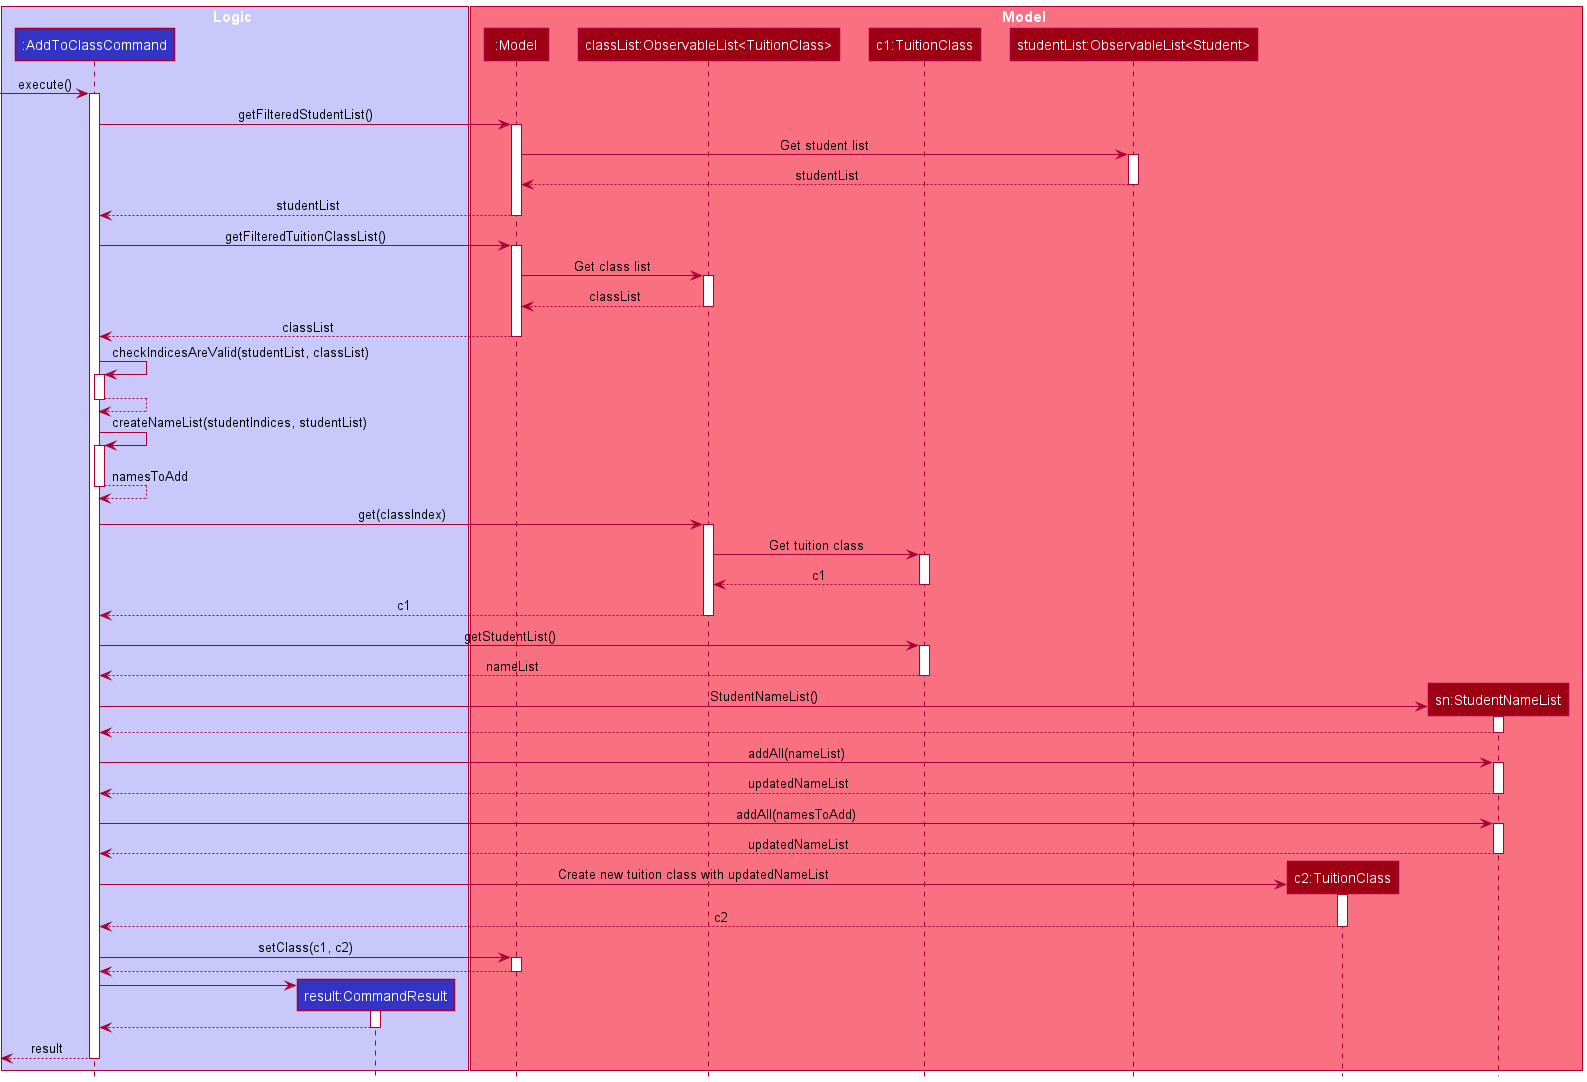 Logic
Model
:AddToClassCommand
:Model
classList:ObservableList<TuitionClass>
c1:TuitionClass
studentList:ObservableList<Student>
execute()
getFilteredStudentList()
Get student list
studentList
studentList
getFilteredTuitionClassList()
Get class list
classList
classList
checkIndicesAreValid(studentList, classList)
createNameList(studentIndices, studentList)
namesToAdd
get(classIndex)
Get tuition class
c1
c1
getStudentList()
nameList
StudentNameList()
sn:StudentNameList
addAll(nameList)
updatedNameList
addAll(namesToAdd)
updatedNameList
Create new tuition class with updatedNameList
c2:TuitionClass
c2
setClass(c1, c2)
result:CommandResult
result